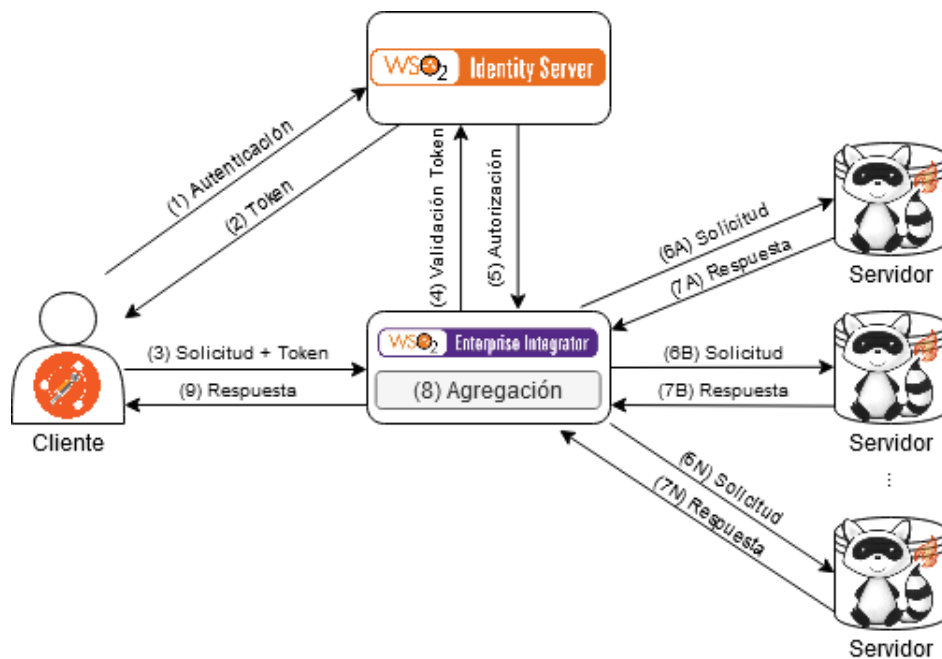 WSO2 Identity Server
(1) Autenticación
(2) Token
(4) Validación Token
(5) Autorización
(6A) Solicitud
(7A) Respuesta
Servidor
(3) Solicitud + Token
(9) Respuesta
Cliente
WSO2 Enterprise Integrator
(8) Agregación
(6B) Solicitud
(7B) Respuesta
Servidor
...
(6N) Solicitud
(7N) Respuesta
Servidor